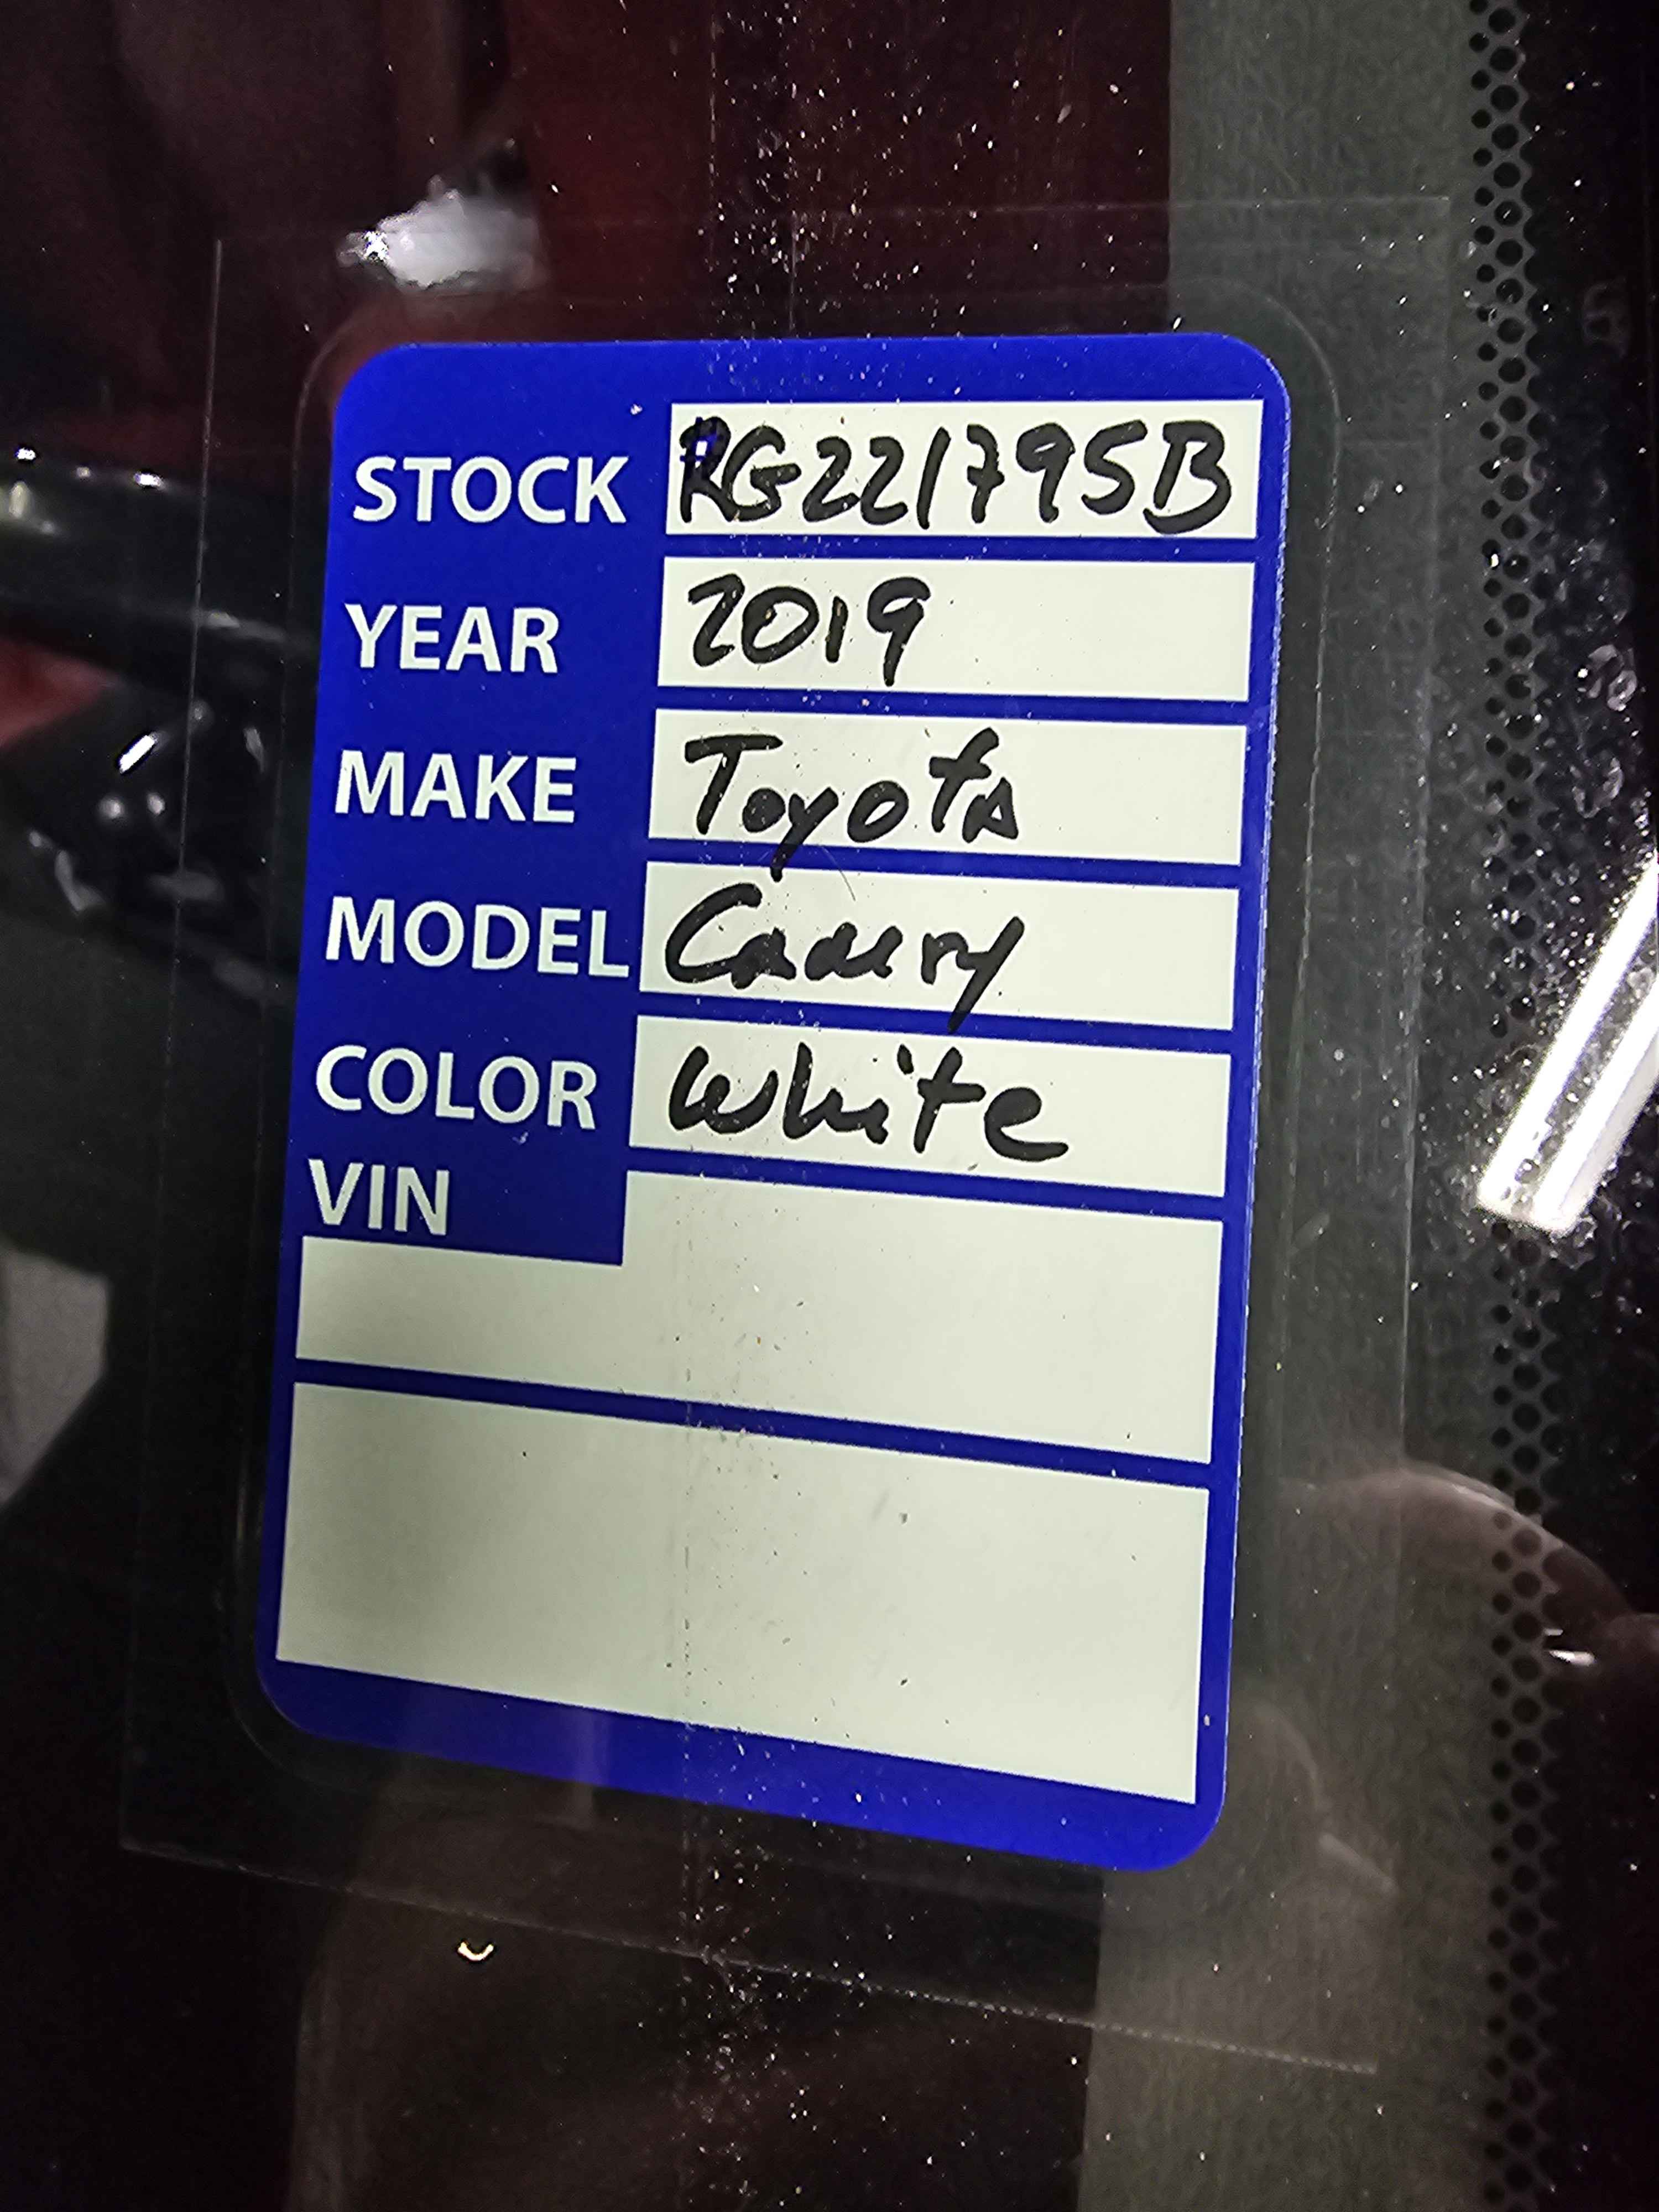 STOCK RG221795B
YEAR 2019
MAKE Toyota
MODEL Camry
COLOR White
VIN